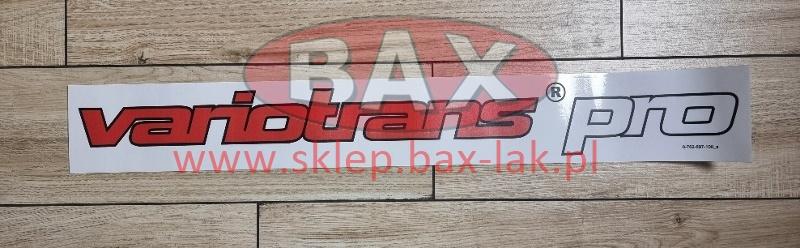 BAX
variotrans® pro
www.sklep.bax-lak.pl